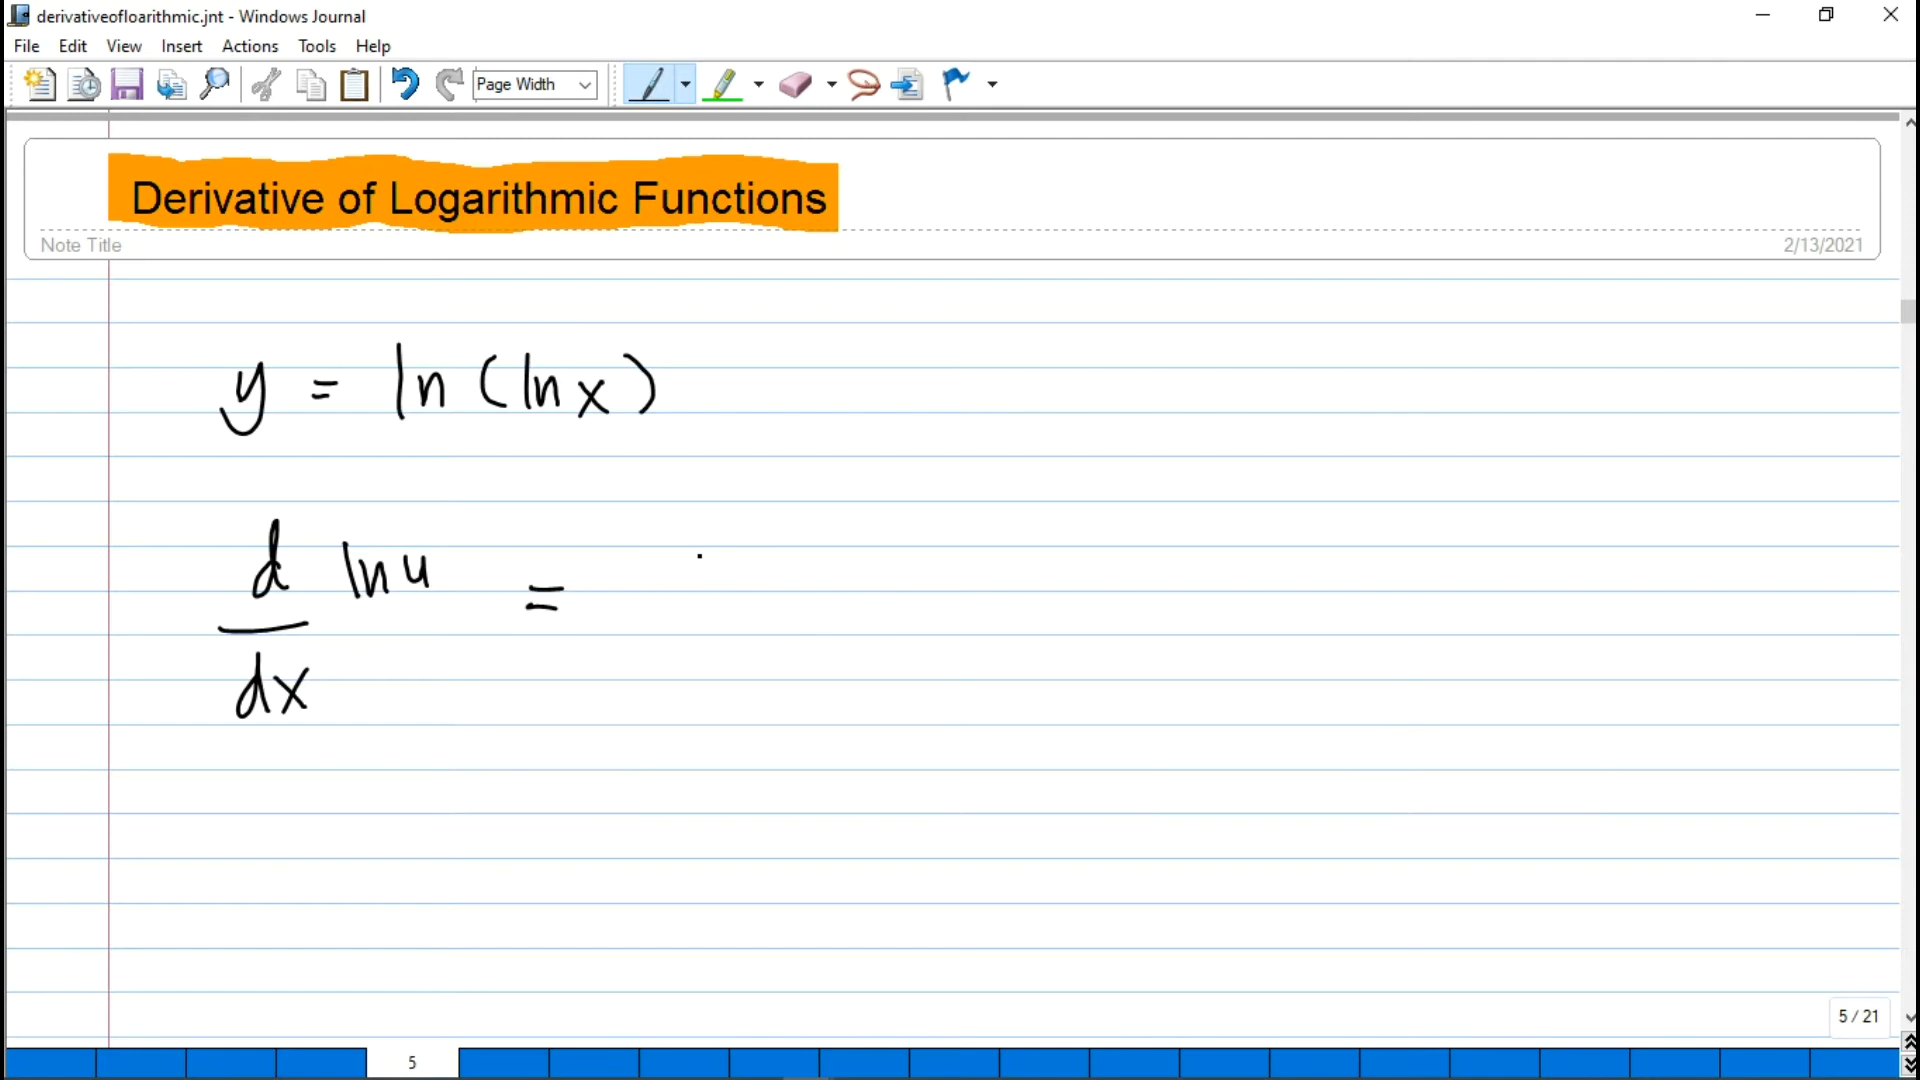 derivativeofloarithmic.jnt - Windows Journal
File Edit View Insert Actions Tools Help
Page Width
Derivative of Logarithmic Functions
Note Title 2/13/2021
y = ln (ln x)
d ln u =
dx
5 / 21
5